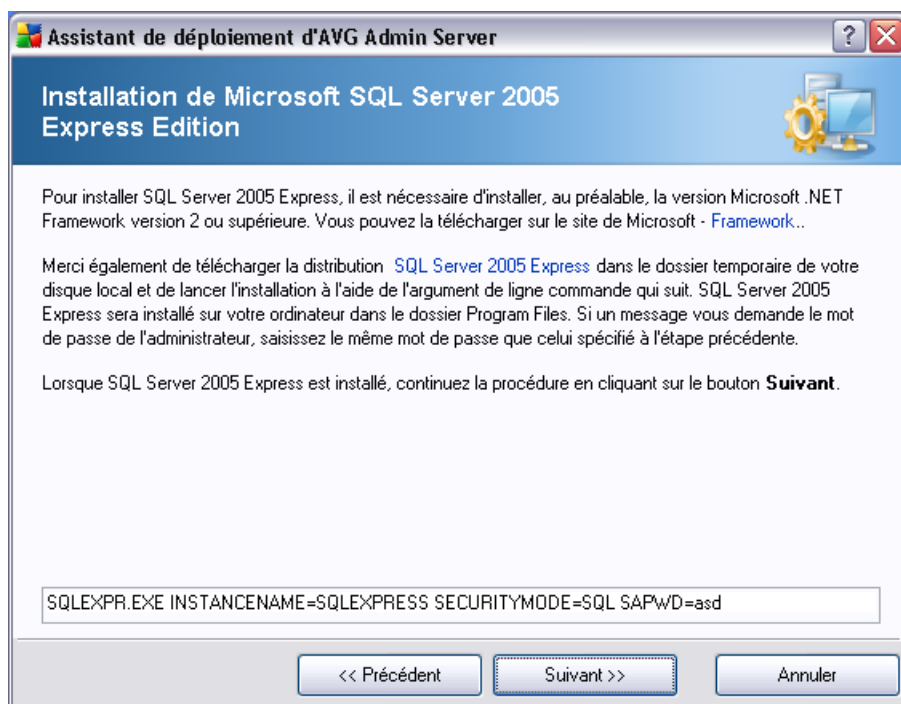 Assistant de déploiement d'AVG Admin Server
Installation de Microsoft SQL Server 2005
Express Edition
Pour installer SQL Server 2005 Express, il est nécessaire d'installer, au préalable, la version Microsoft .NET
Framework version 2 ou supérieure. Vous pouvez la télécharger sur le site de Microsoft - Framework..
Merci également de télécharger la distribution SQL Server 2005 Express dans le dossier temporaire de votre
disque local et de lancer l'installation à l'aide de l'argument de ligne commande qui suit. SQL Server 2005
Express sera installé sur votre ordinateur dans le dossier Program Files. Si un message vous demande le mot
de passe de l'administrateur, saisissez le même mot de passe que celui spécifié à l'étape précédente.
Lorsque SQL Server 2005 Express est installé, continuez la procédure en cliquant sur le bouton Suivant.
SQLEXPR.EXE INSTANCENAME=SQLEXPRESS SECURITYMODE=SQL SAPWD=asd
<< Précédent
Suivant >>
Annuler